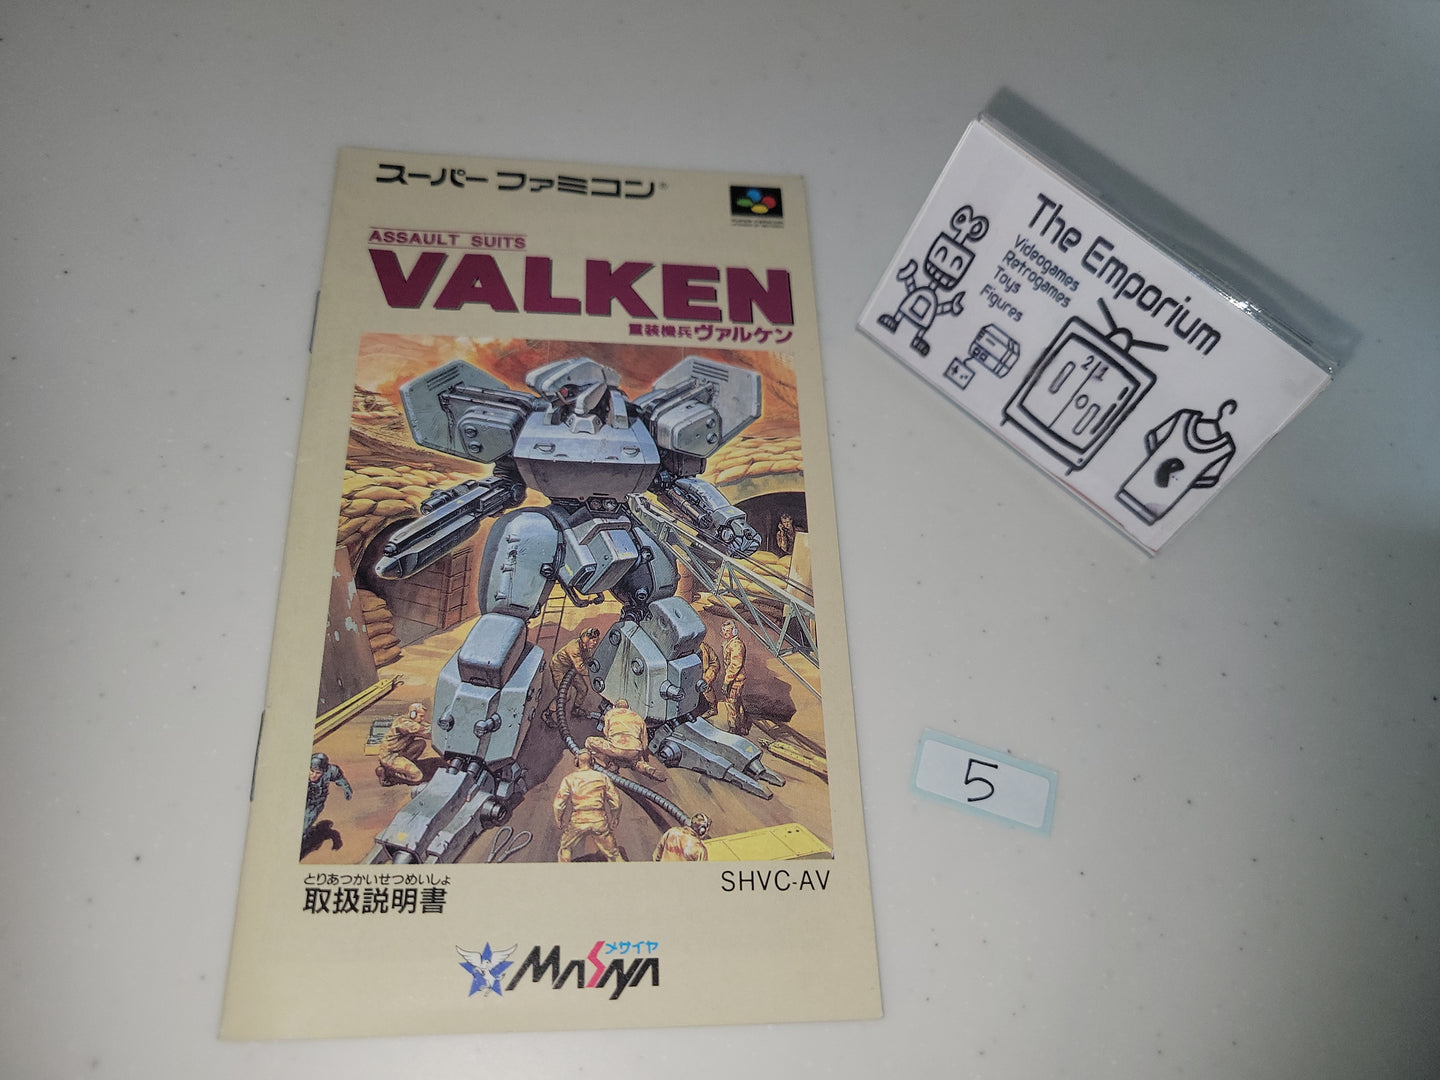 スーパーファミコン®
ASSAULT SUITS
VALKEN
重装機兵ヴァルケン
とりあつかいせつめいしょ
取扱説明書
SHVC-AV
メサイヤ
MASAYA
The Emporium
Videogames
Retrogames
Toys
Figures
21
5